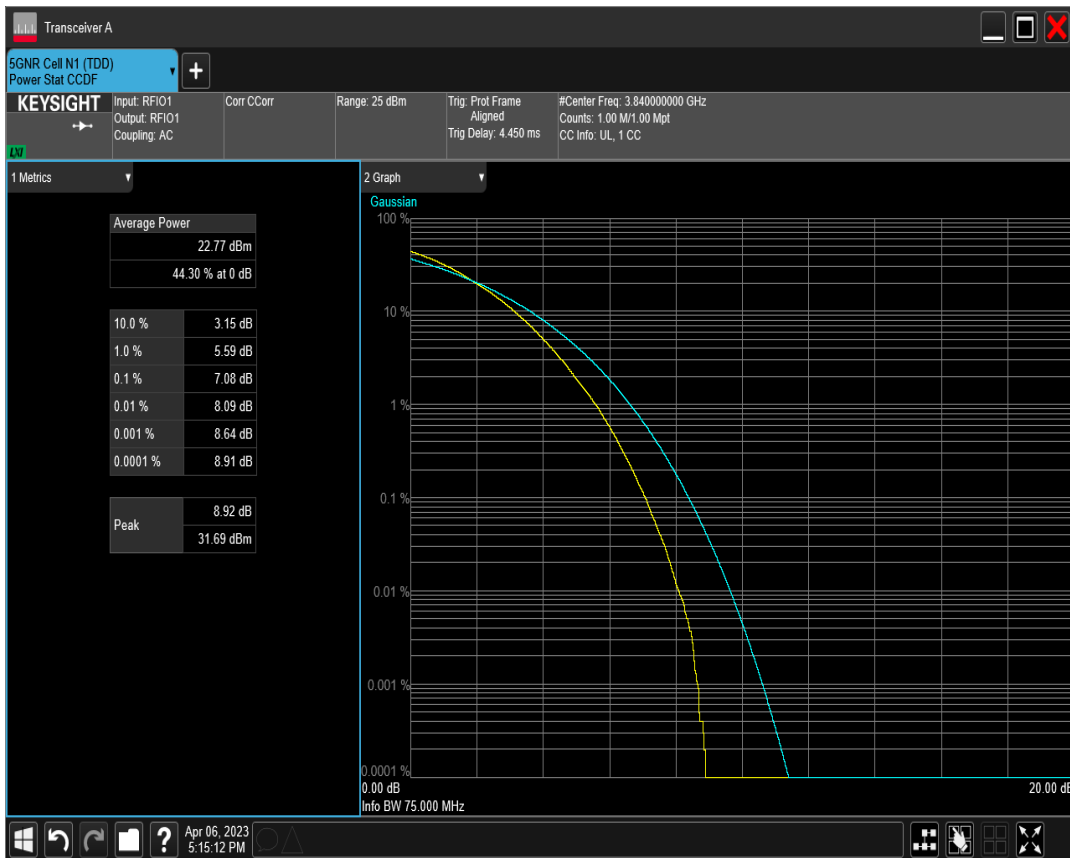 Transceiver A
5GNR Cell N1 (TDD)
Power Stat CCDF
KEYSIGHT
LXI
Input: RFIO1
Output: RFIO1
Coupling: AC
Corr CCorr
Range: 25 dBm
Trig: Prot Frame
Aligned
Trig Delay: 4.450 ms
#Center Freq: 3.840000000 GHz
Counts: 1.00 M/1.00 Mpt
CC Info: UL, 1 CC
1 Metrics
Average Power
22.77 dBm
44.30 % at 0 dB
10.0 % 3.15 dB
1.0 % 5.59 dB
0.1 % 7.08 dB
0.01 % 8.09 dB
0.001 % 8.64 dB
0.0001 % 8.91 dB
Peak 8.92 dB
31.69 dBm
2 Graph
Gaussian
100 %
10 %
1 %
0.1 %
0.01 %
0.001 %
0.0001 %
0.00 dB 20.00 dB
Info BW 75.000 MHz
? Apr 06, 2023
5:15:12 PM